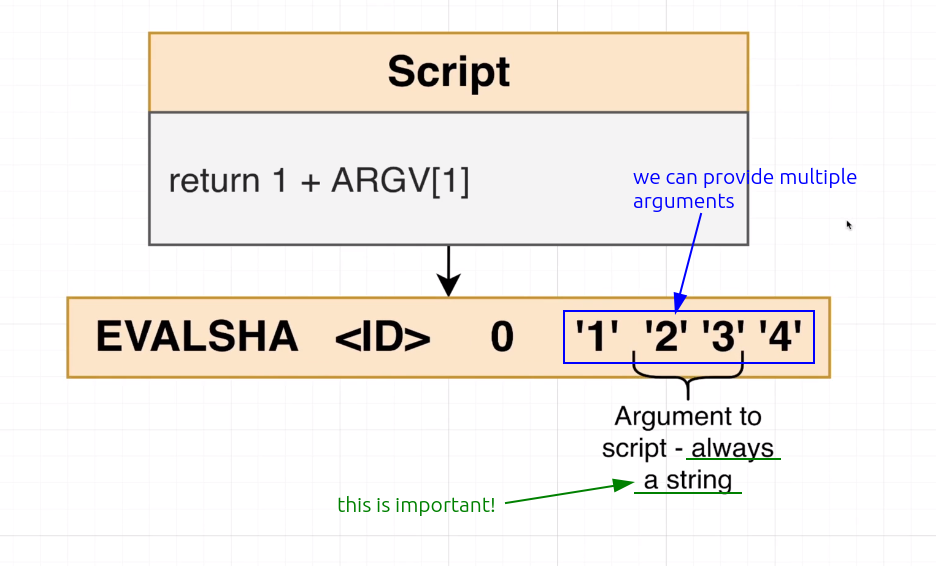 Script
return 1 + ARGV[1]
we can provide multiple
arguments
EVALSHA <ID> 0 '1' '2' '3' '4'
Argument to
script - always
a string
this is important!